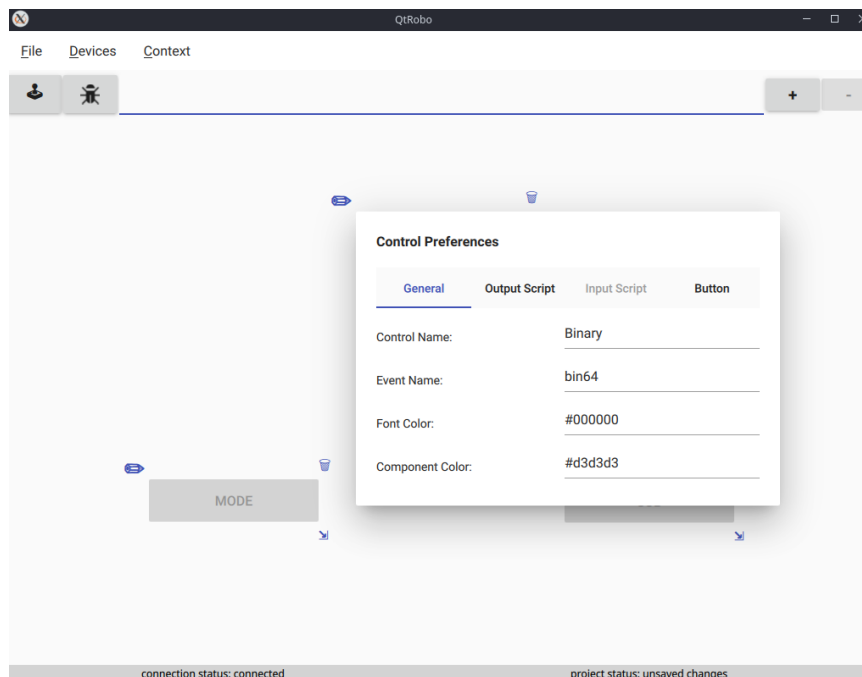 QtRobo
File Devices Context
+ -
Control Preferences
General Output Script Input Script Button
Control Name: Binary
Event Name: bin64
Font Color: #000000
Component Color: #d3d3d3
MODE
connection status: connected project status: unsaved changes